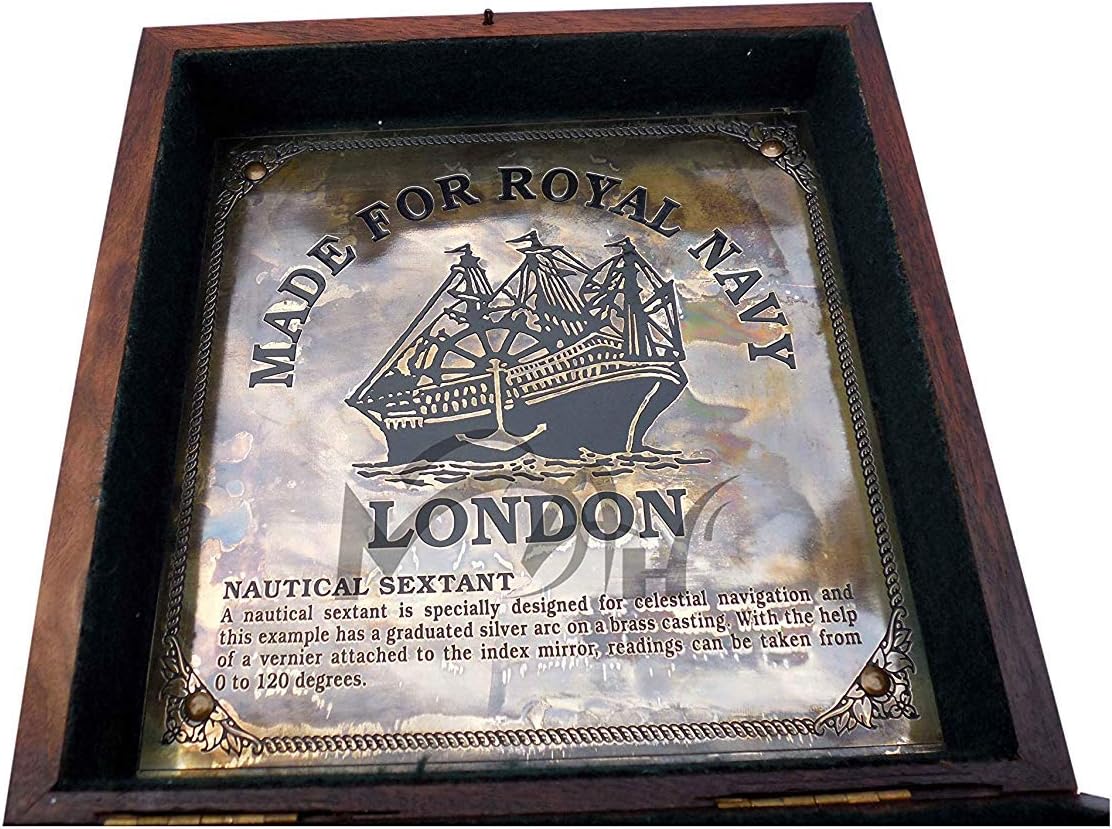 MADE FOR ROYAL NAVY
LONDON
NAUTICAL SEXTANT
A nautical sextant is specially designed for celestial navigation and
this example has a graduated silver arc on a brass casting. With the help
of a vernier attached to the index mirror, readings can be taken from
0 to 120 degrees.